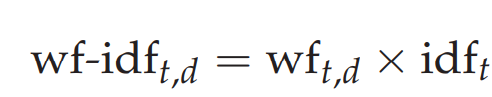 wf-idf_{t,d} = wf_{t,d} × idf_t